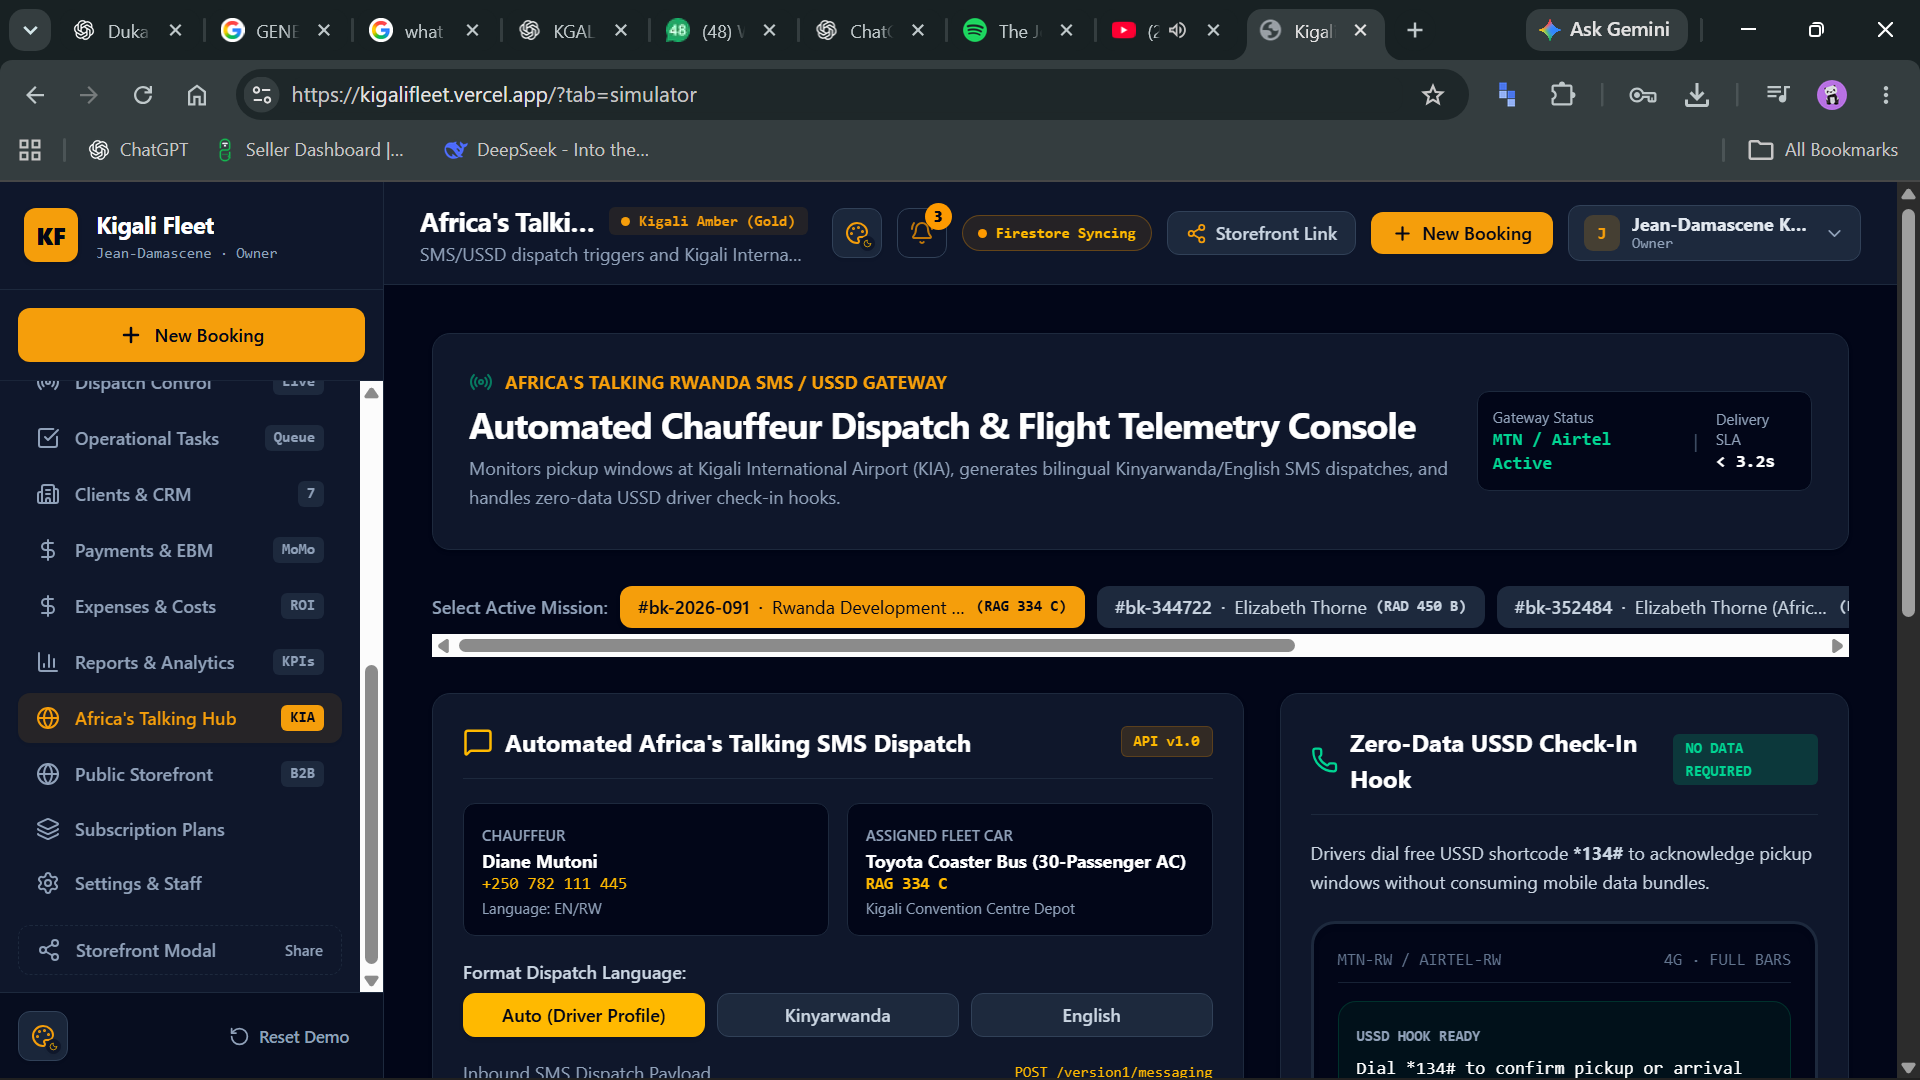 Duka
GENE
what
KGAL
(48)
Chat
The J
(2
Kigali
Ask Gemini
https://kigalifleet.vercel.app/?tab=simulator
ChatGPT
Seller Dashboard |...
DeepSeek - Into the...
All Bookmarks
KF
Kigali Fleet
Jean-Damascene · Owner
New Booking
Dispatch Control Live
Operational Tasks Queue
Clients & CRM 7
Payments & EBM MoMo
Expenses & Costs ROI
Reports & Analytics KPIs
Africa's Talking Hub KIA
Public Storefront B2B
Subscription Plans
Settings & Staff
Storefront Modal Share
Reset Demo
Africa's Talki... Kigali Amber (Gold)
SMS/USSD dispatch triggers and Kigali Interna...
3
Firestore Syncing
Storefront Link
New Booking
J
Jean-Damascene K...
Owner
AFRICA'S TALKING RWANDA SMS / USSD GATEWAY
Automated Chauffeur Dispatch & Flight Telemetry Console
Monitors pickup windows at Kigali International Airport (KIA), generates bilingual Kinyarwanda/English SMS dispatches, and
handles zero-data USSD driver check-in hooks.
Gateway Status
MTN / Airtel
Active
|
Delivery
SLA
< 3.2s
Select Active Mission:
#bk-2026-091 · Rwanda Development ... (RAG 334 C)
#bk-344722 · Elizabeth Thorne (RAD 450 B)
#bk-352484 · Elizabeth Thorne (Afric...
Automated Africa's Talking SMS Dispatch
API v1.0
CHAUFFEUR
Diane Mutoni
+250 782 111 445
Language: EN/RW
ASSIGNED FLEET CAR
Toyota Coaster Bus (30-Passenger AC)
RAG 334 C
Kigali Convention Centre Depot
Format Dispatch Language:
Auto (Driver Profile)
Kinyarwanda
English
Inbound SMS Dispatch Payload
POST /version1/messaging
Zero-Data USSD Check-In
Hook
NO DATA
REQUIRED
Drivers dial free USSD shortcode *134# to acknowledge pickup
windows without consuming mobile data bundles.
MTN-RW / AIRTEL-RW
4G · FULL BARS
USSD HOOK READY
Dial *134# to confirm pickup or arrival